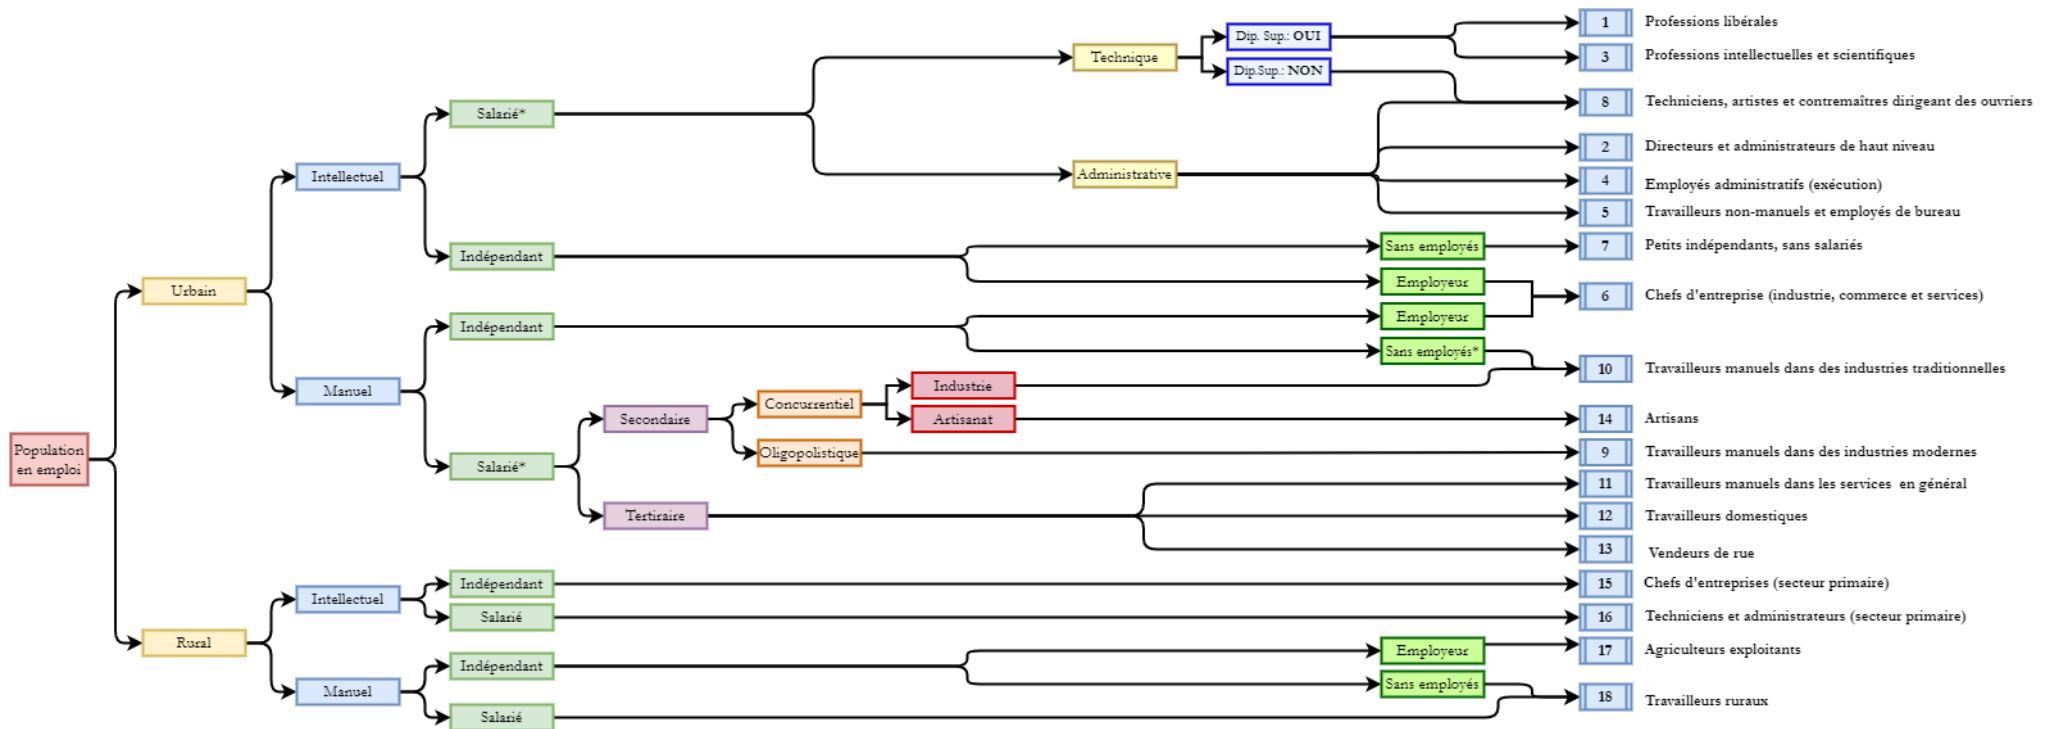 1 Professions libérales
Dip. Sup.: OUI
Technique
3 Professions intellectuelles et scientifiques
Dip.Sup.: NON
8 Techniciens, artistes et contremaîtres dirigeant des ouvriers
Salarié*
2 Directeurs et administrateurs de haut niveau
Intellectuel
Administrative
4 Employés administratifs (exécution)
5 Travailleurs non-manuels et employés de bureau
Indépendant
Sans employés
7 Petits indépendants, sans salariés
Employeur
Urbain
6 Chefs d'entreprise (industrie, commerce et services)
Indépendant
Employeur
Sans employés*
10 Travailleurs manuels dans des industries traditionnelles
Manuel
Industrie
Concurrentiel
Secondaire
Artisanat
14 Artisans
Population
en emploi
Salarié*
Oligopolistique
9 Travailleurs manuels dans des industries modernes
11 Travailleurs manuels dans les services en général
Tertiraire
12 Travailleurs domestiques
13 Vendeurs de rue
Intellectuel
Indépendant
15 Chefs d'entreprises (secteur primaire)
Salarié
16 Techniciens et administrateurs (secteur primaire)
Rural
Employeur
17 Agriculteurs exploitants
Indépendant
Manuel
Sans employés
18 Travailleurs ruraux
Salarié